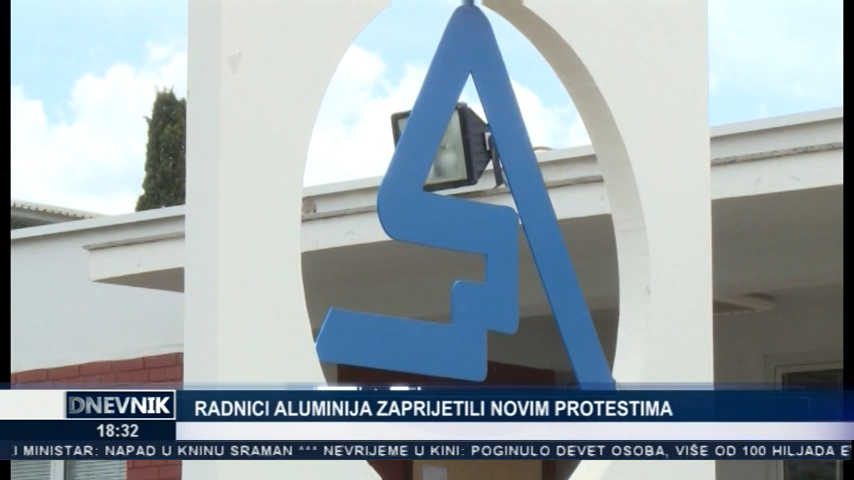 DNEVNIK
RADNICI ALUMINIJA ZAPRIJETILI NOVIM PROTESTIMA
18:32
I MINISTAR: NAPAD U KNINU SRAMAN *** NEVRIJEME U KINI: POGINULO DEVET OSOBA, VIŠE OD 100 HILJADA